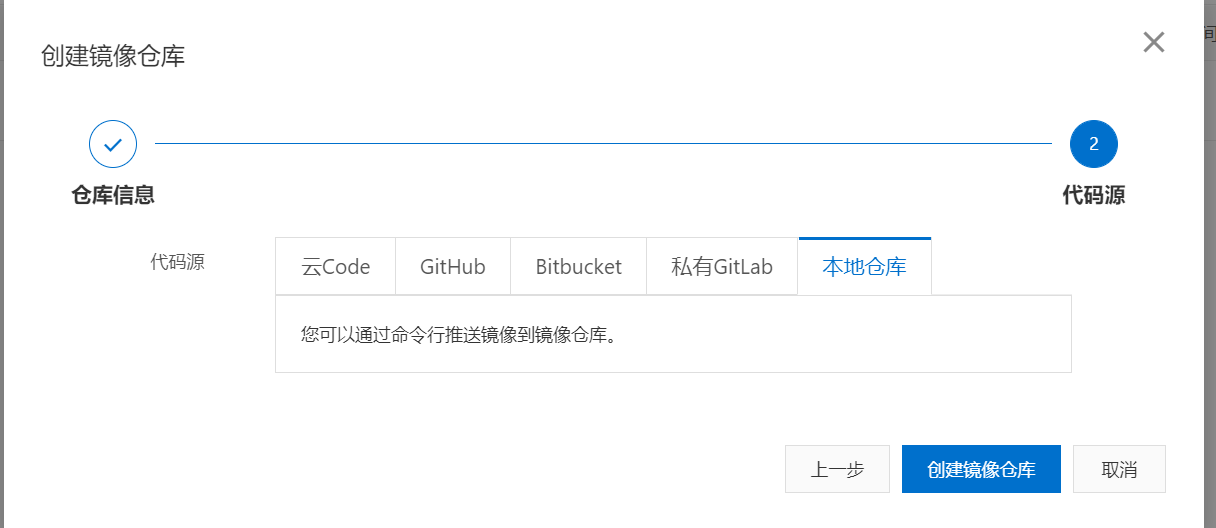 创建镜像仓库
2
仓库信息 代码源
代码源 云Code GitHub Bitbucket 私有GitLab 本地仓库
您可以通过命令行推送镜像到镜像仓库。
上一步 创建镜像仓库 取消